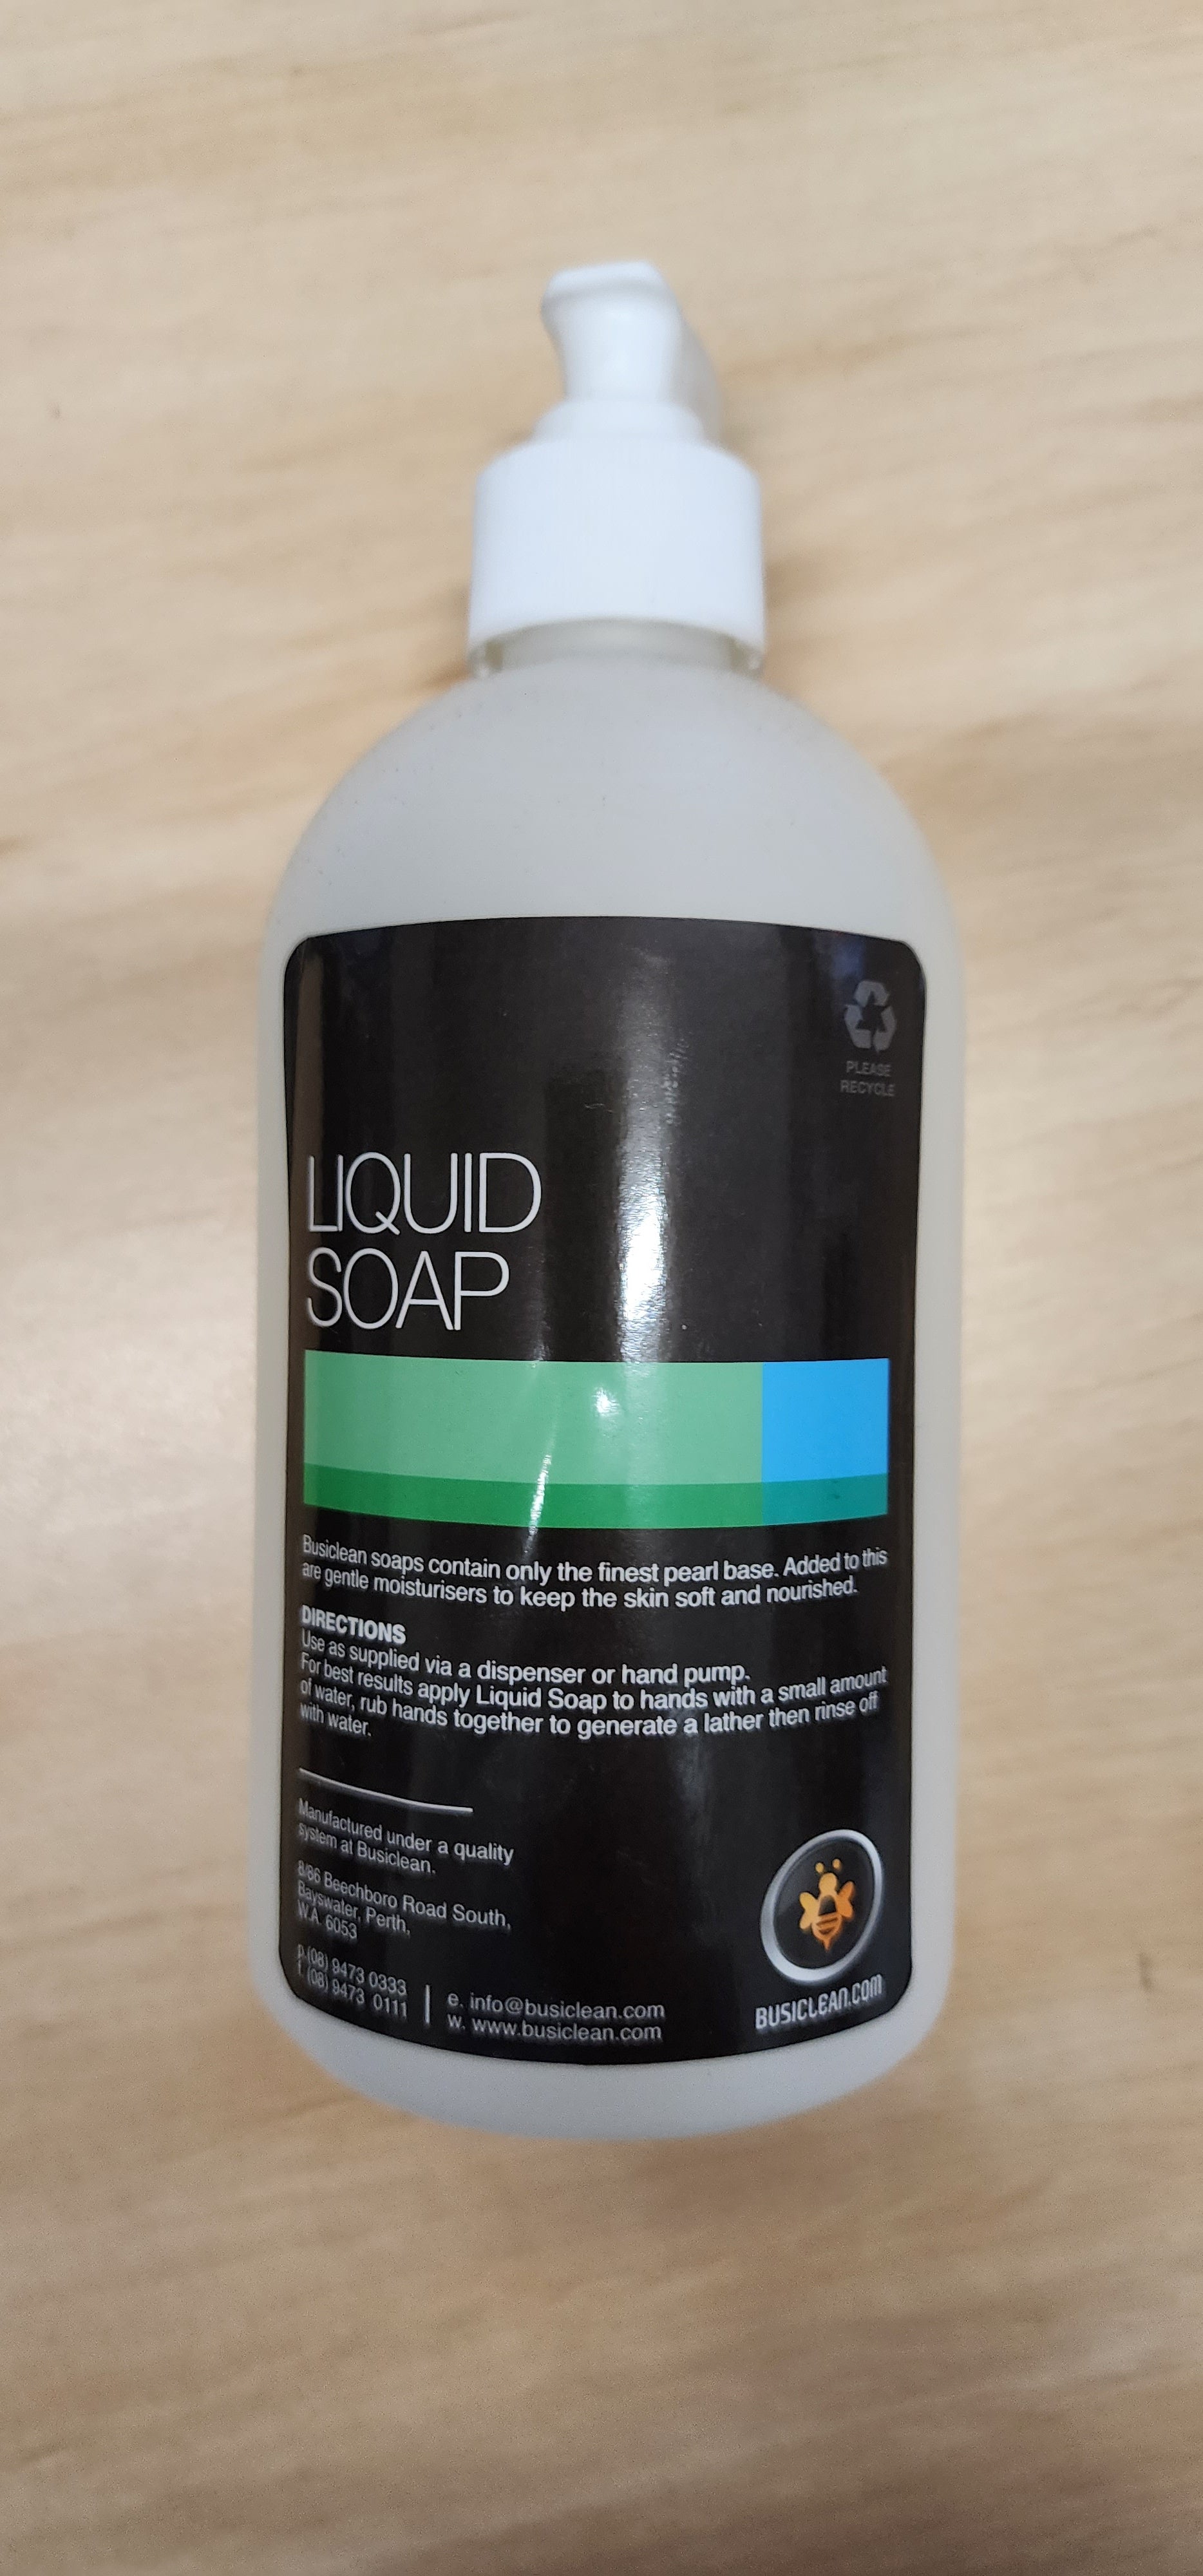 PLEASE
RECYCLE
LIQUID
SOAP
Busiclean soaps contain only the finest pearl base. Added to this
are gentle moisturisers to keep the skin soft and nourished.
DIRECTIONS
Use as supplied via a dispenser or hand pump.
For best results apply Liquid Soap to hands with a small amount
of water, rub hands together to generate a lather then rinse off
with water.
Manufactured under a quality
system at Busiclean.
8/86 Beechboro Road South,
Bayswater, Perth,
W.A. 6053
p. (08) 9473 0333
f. (08) 9473 0111
e. info@busiclean.com
w. www.busiclean.com
BUSICLEAN.COM